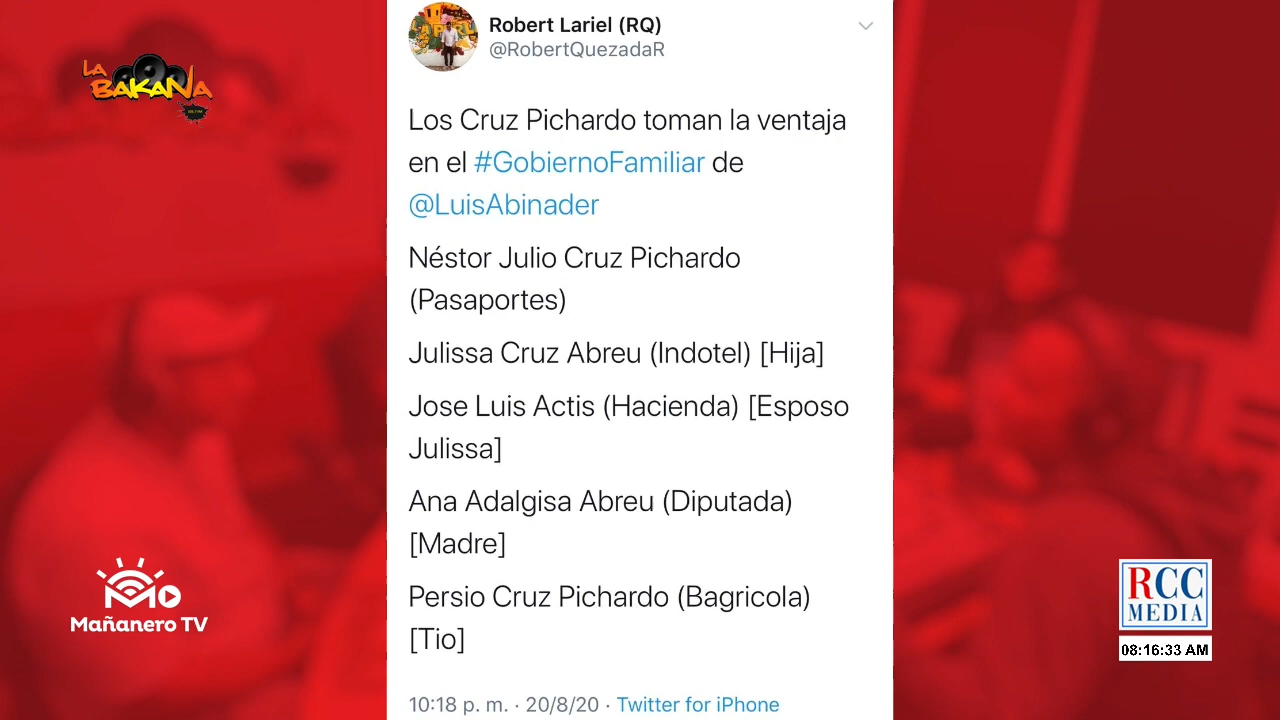 LA
BAKANA
Robert Lariel (RQ)
@RobertQuezadaR
Los Cruz Pichardo toman la ventaja
en el #GobiernoFamiliar de
@LuisAbinader
Néstor Julio Cruz Pichardo
(Pasaportes)
Julissa Cruz Abreu (Indotel) [Hija]
Jose Luis Actis (Hacienda) [Esposo
Julissa]
Ana Adalgisa Abreu (Diputada)
[Madre]
Persio Cruz Pichardo (Bagricola)
[Tio]
10:18 p. m. · 20/8/20 · Twitter for iPhone
Mañanero TV
RCC
MEDIA
08:16:33 AM